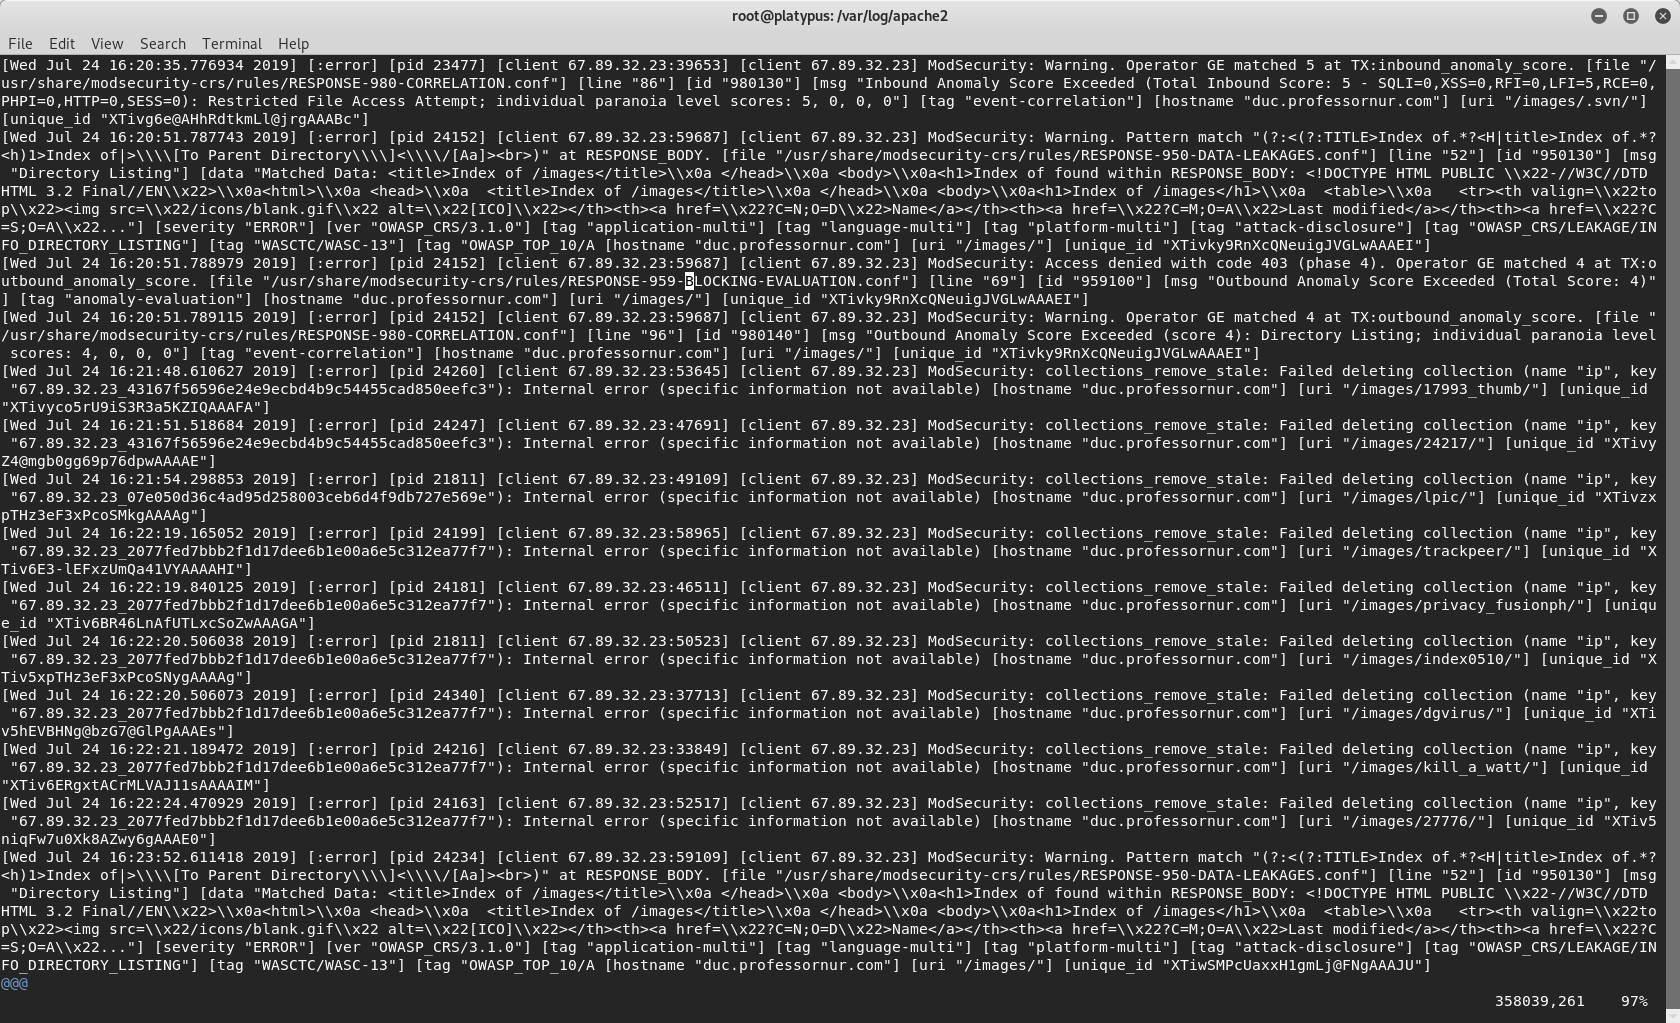 root@platypus: /var/log/apache2
File Edit View Search Terminal Help
[Wed Jul 24 16:20:35.776934 2019] [:error] [pid 23477] [client 67.89.32.23:39653] [client 67.89.32.23] ModSecurity: Warning. Operator GE matched 5 at TX:inbound_anomaly_score. [file "/
usr/share/modsecurity-crs/rules/RESPONSE-980-CORRELATION.conf"] [line "86"] [id "980130"] [msg "Inbound Anomaly Score Exceeded (Total Inbound Score: 5 - SQLI=0,XSS=0,RFI=0,LFI=5,RCE=0,
PHPI=0,HTTP=0,SESS=0): Restricted File Access Attempt; individual paranoia level scores: 5, 0, 0, 0"] [tag "event-correlation"] [hostname "duc.professornur.com"] [uri "/images/.svn/"]
[unique_id "XTivg6e@AHhRdtkmLl@jrgAAABc"]
[Wed Jul 24 16:20:51.787743 2019] [:error] [pid 24152] [client 67.89.32.23:59687] [client 67.89.32.23] ModSecurity: Warning. Pattern match "(?:<(?:TITLE>Index of.*?<H|title>Index of.*?
<h)1>Index of|>\\\\[To Parent Directory\\\\]<\\\\/[Aa]><br>)" at RESPONSE_BODY. [file "/usr/share/modsecurity-crs/rules/RESPONSE-950-DATA-LEAKAGES.conf"] [line "52"] [id "950130"] [msg
"Directory Listing"] [data "Matched Data: <title>Index of /images</title>\\x0a </head>\\x0a <body>\\x0a<h1>Index of found within RESPONSE_BODY: <!DOCTYPE HTML PUBLIC \\x22-//W3C//DTD
HTML 3.2 Final//EN\\x22>\\x0a<html>\\x0a <head>\\x0a  <title>Index of /images</title>\\x0a </head>\\x0a <body>\\x0a<h1>Index of /images</h1>\\x0a  <table>\\x0a   <tr><th valign=\\x22to
p\\x22><img src=\\x22/icons/blank.gif\\x22 alt=\\x22[ICO]\\x22></th><th><a href=\\x22?C=N;O=D\\x22>Name</a></th><th><a href=\\x22?C=M;O=A\\x22>Last modified</a></th><th><a href=\\x22?C
=S;O=A\\x22..."] [severity "ERROR"] [ver "OWASP_CRS/3.1.0"] [tag "application-multi"] [tag "language-multi"] [tag "platform-multi"] [tag "attack-disclosure"] [tag "OWASP_CRS/LEAKAGE/IN
FO_DIRECTORY_LISTING"] [tag "WASCTC/WASC-13"] [tag "OWASP_TOP_10/A [hostname "duc.professornur.com"] [uri "/images/"] [unique_id "XTivky9RnXcQNeuigJVGLwAAAEI"]
[Wed Jul 24 16:20:51.788979 2019] [:error] [pid 24152] [client 67.89.32.23:59687] [client 67.89.32.23] ModSecurity: Access denied with code 403 (phase 4). Operator GE matched 4 at TX:o
utbound_anomaly_score. [file "/usr/share/modsecurity-crs/rules/RESPONSE-959-BLOCKING-EVALUATION.conf"] [line "69"] [id "959100"] [msg "Outbound Anomaly Score Exceeded (Total Score: 4)"
] [tag "anomaly-evaluation"] [hostname "duc.professornur.com"] [uri "/images/"] [unique_id "XTivky9RnXcQNeuigJVGLwAAAEI"]
[Wed Jul 24 16:20:51.789115 2019] [:error] [pid 24152] [client 67.89.32.23:59687] [client 67.89.32.23] ModSecurity: Warning. Operator GE matched 4 at TX:outbound_anomaly_score. [file "
/usr/share/modsecurity-crs/rules/RESPONSE-980-CORRELATION.conf"] [line "96"] [id "980140"] [msg "Outbound Anomaly Score Exceeded (score 4): Directory Listing; individual paranoia level
scores: 4, 0, 0, 0"] [tag "event-correlation"] [hostname "duc.professornur.com"] [uri "/images/"] [unique_id "XTivky9RnXcQNeuigJVGLwAAAEI"]
[Wed Jul 24 16:21:48.610627 2019] [:error] [pid 24260] [client 67.89.32.23:53645] [client 67.89.32.23] ModSecurity: collections_remove_stale: Failed deleting collection (name "ip", key
"67.89.32.23_43167f56596e24e9ecbd4b9c54455cad850eefc3"): Internal error (specific information not available) [hostname "duc.professornur.com"] [uri "/images/17993_thumb/"] [unique_id
"XTivyco5rU9iS3R3a5KZIQAAAFA"]
[Wed Jul 24 16:21:51.518684 2019] [:error] [pid 24247] [client 67.89.32.23:47691] [client 67.89.32.23] ModSecurity: collections_remove_stale: Failed deleting collection (name "ip", key
"67.89.32.23_43167f56596e24e9ecbd4b9c54455cad850eefc3"): Internal error (specific information not available) [hostname "duc.professornur.com"] [uri "/images/24217/"] [unique_id "XTivy
Z4@mgb0gg69p76dpwAAAAE"]
[Wed Jul 24 16:21:54.298853 2019] [:error] [pid 21811] [client 67.89.32.23:49109] [client 67.89.32.23] ModSecurity: collections_remove_stale: Failed deleting collection (name "ip", key
"67.89.32.23_07e050d36c4ad95d258003ceb6d4f9db727e569e"): Internal error (specific information not available) [hostname "duc.professornur.com"] [uri "/images/lpic/"] [unique_id "XTivzx
pTHz3eF3xPcoSMkgAAAAg"]
[Wed Jul 24 16:22:19.165052 2019] [:error] [pid 24199] [client 67.89.32.23:58965] [client 67.89.32.23] ModSecurity: collections_remove_stale: Failed deleting collection (name "ip", key
"67.89.32.23_2077fed7bbb2f1d17dee6b1e00a6e5c312ea77f7"): Internal error (specific information not available) [hostname "duc.professornur.com"] [uri "/images/trackpeer/"] [unique_id "X
Tiv6E3-lEFxzUmQa41VYAAAAHI"]
[Wed Jul 24 16:22:19.840125 2019] [:error] [pid 24181] [client 67.89.32.23:46511] [client 67.89.32.23] ModSecurity: collections_remove_stale: Failed deleting collection (name "ip", key
"67.89.32.23_2077fed7bbb2f1d17dee6b1e00a6e5c312ea77f7"): Internal error (specific information not available) [hostname "duc.professornur.com"] [uri "/images/privacy_fusionph/"] [uniqu
e_id "XTiv6BR46LnAfUTLxcSoZwAAAGA"]
[Wed Jul 24 16:22:20.506038 2019] [:error] [pid 21811] [client 67.89.32.23:50523] [client 67.89.32.23] ModSecurity: collections_remove_stale: Failed deleting collection (name "ip", key
"67.89.32.23_2077fed7bbb2f1d17dee6b1e00a6e5c312ea77f7"): Internal error (specific information not available) [hostname "duc.professornur.com"] [uri "/images/index0510/"] [unique_id "X
Tiv5xpTHz3eF3xPcoSNygAAAAg"]
[Wed Jul 24 16:22:20.506073 2019] [:error] [pid 24340] [client 67.89.32.23:37713] [client 67.89.32.23] ModSecurity: collections_remove_stale: Failed deleting collection (name "ip", key
"67.89.32.23_2077fed7bbb2f1d17dee6b1e00a6e5c312ea77f7"): Internal error (specific information not available) [hostname "duc.professornur.com"] [uri "/images/dgvirus/"] [unique_id "XTi
v5hEVBHNg@bzG7@GlPgAAAEs"]
[Wed Jul 24 16:22:21.189472 2019] [:error] [pid 24216] [client 67.89.32.23:33849] [client 67.89.32.23] ModSecurity: collections_remove_stale: Failed deleting collection (name "ip", key
"67.89.32.23_2077fed7bbb2f1d17dee6b1e00a6e5c312ea77f7"): Internal error (specific information not available) [hostname "duc.professornur.com"] [uri "/images/kill_a_watt/"] [unique_id
"XTiv6ERgxtACrMLVAJ11sAAAAIM"]
[Wed Jul 24 16:22:24.470929 2019] [:error] [pid 24163] [client 67.89.32.23:52517] [client 67.89.32.23] ModSecurity: collections_remove_stale: Failed deleting collection (name "ip", key
"67.89.32.23_2077fed7bbb2f1d17dee6b1e00a6e5c312ea77f7"): Internal error (specific information not available) [hostname "duc.professornur.com"] [uri "/images/27776/"] [unique_id "XTiv5
niqFw7u0Xk8AZwy6gAAAE0"]
[Wed Jul 24 16:23:52.611418 2019] [:error] [pid 24234] [client 67.89.32.23:59109] [client 67.89.32.23] ModSecurity: Warning. Pattern match "(?:<(?:TITLE>Index of.*?<H|title>Index of.*?
<h)1>Index of|>\\\\[To Parent Directory\\\\]<\\\\/[Aa]><br>)" at RESPONSE_BODY. [file "/usr/share/modsecurity-crs/rules/RESPONSE-950-DATA-LEAKAGES.conf"] [line "52"] [id "950130"] [msg
"Directory Listing"] [data "Matched Data: <title>Index of /images</title>\\x0a </head>\\x0a <body>\\x0a<h1>Index of found within RESPONSE_BODY: <!DOCTYPE HTML PUBLIC \\x22-//W3C//DTD
HTML 3.2 Final//EN\\x22>\\x0a<html>\\x0a <head>\\x0a  <title>Index of /images</title>\\x0a </head>\\x0a <body>\\x0a<h1>Index of /images</h1>\\x0a  <table>\\x0a   <tr><th valign=\\x22to
p\\x22><img src=\\x22/icons/blank.gif\\x22 alt=\\x22[ICO]\\x22></th><th><a href=\\x22?C=N;O=D\\x22>Name</a></th><th><a href=\\x22?C=M;O=A\\x22>Last modified</a></th><th><a href=\\x22?C
=S;O=A\\x22..."] [severity "ERROR"] [ver "OWASP_CRS/3.1.0"] [tag "application-multi"] [tag "language-multi"] [tag "platform-multi"] [tag "attack-disclosure"] [tag "OWASP_CRS/LEAKAGE/IN
FO_DIRECTORY_LISTING"] [tag "WASCTC/WASC-13"] [tag "OWASP_TOP_10/A [hostname "duc.professornur.com"] [uri "/images/"] [unique_id "XTiwSMPcUaxxH1gmLj@FNgAAAJU"]
@@@
358039,261 97%